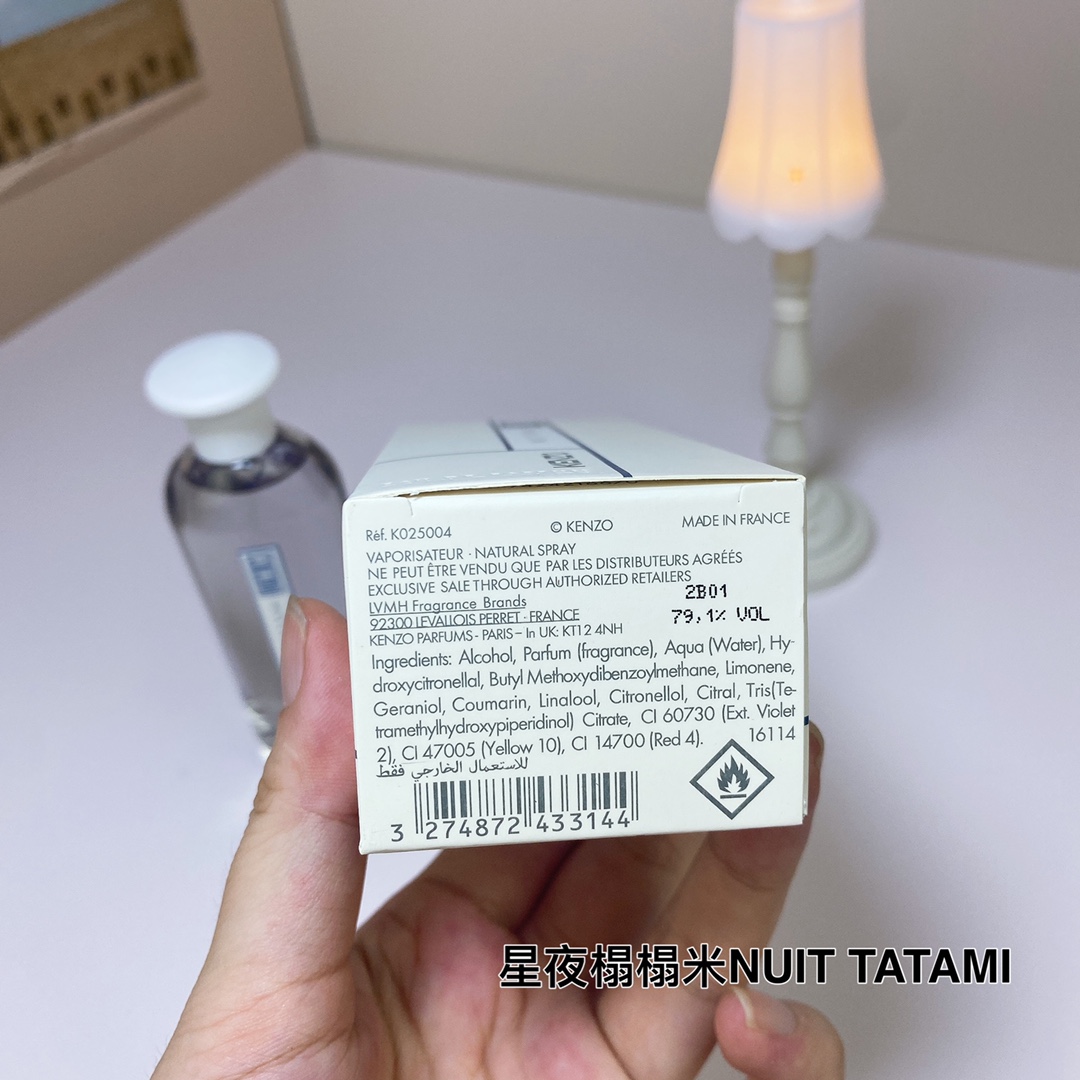 KENZO
Réf. K025004
© KENZO
MADE IN FRANCE
VAPORISATEUR · NATURAL SPRAY
NE PEUT ÊTRE VENDU QUE PAR LES DISTRIBUTEURS AGRÉÉS
EXCLUSIVE SALE THROUGH AUTHORIZED RETAILERS
LVMH Fragrance Brands
2B01
92300 LEVALLOIS PERRET · FRANCE
79,1% VOL
KENZO PARFUMS - PARIS – In UK: KT12 4NH
Ingredients: Alcohol, Parfum (fragrance), Aqua (Water), Hy-
droxycitronellal, Butyl Methoxydibenzoylmethane, Limonene,
Geraniol, Coumarin, Linalool, Citronellol, Citral, Tris(Te-
tramethylhydroxypiperidinol) Citrate, CI 60730 (Ext. Violet
2), CI 47005 (Yellow 10), CI 14700 (Red 4).
16114
للاستعمال الخارجي فقط
3 274872 433144
星夜榻榻米NUIT TATAMI